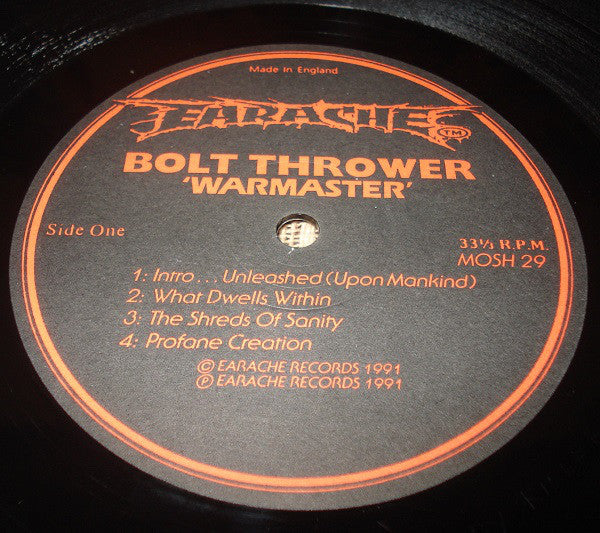 Made In England
EARACHE TM
BOLT THROWER
'WARMASTER'
Side One
33⅓ R.P.M.
MOSH 29
1: Intro... Unleashed (Upon Mankind)
2: What Dwells Within
3: The Shreds Of Sanity
4: Profane Creation
© EARACHE RECORDS 1991
℗ EARACHE RECORDS 1991